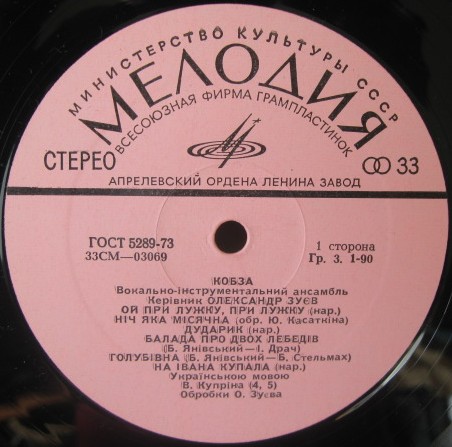 МИНИСТЕРСТВО КУЛЬТУРЫ СССР
МЕЛОДИЯ
ВСЕСОЮЗНАЯ ФИРМА ГРАМПЛАСТИНОК
СТЕРЕО 33
АПРЕЛЕВСКИЙ ОРДЕНА ЛЕНИНА ЗАВОД
ГОСТ 5289-73
33СМ—03069
1 сторона
Гр. 3. 1-90
КОБЗА
Вокально-інструментальний ансамбль
Керівник ОЛЕКСАНДР ЗУЄВ
ОЙ ПРИ ЛУЖКУ, ПРИ ЛУЖКУ (нар.)
НІЧ ЯКА МІСЯЧНА (обр. Ю. Касаткіна)
ДУДАРИК (нар.)
БАЛАДА ПРО ДВОХ ЛЕБЕДІВ
(Б. Янівський—І. Драч)
ГОЛУБІВНА (Б. Янівський—Б. Стельмах)
НА ІВАНА КУПАЛА (нар.)
Українською мовою
В. Купріна (4, 5)
Обробки О. Зуєва